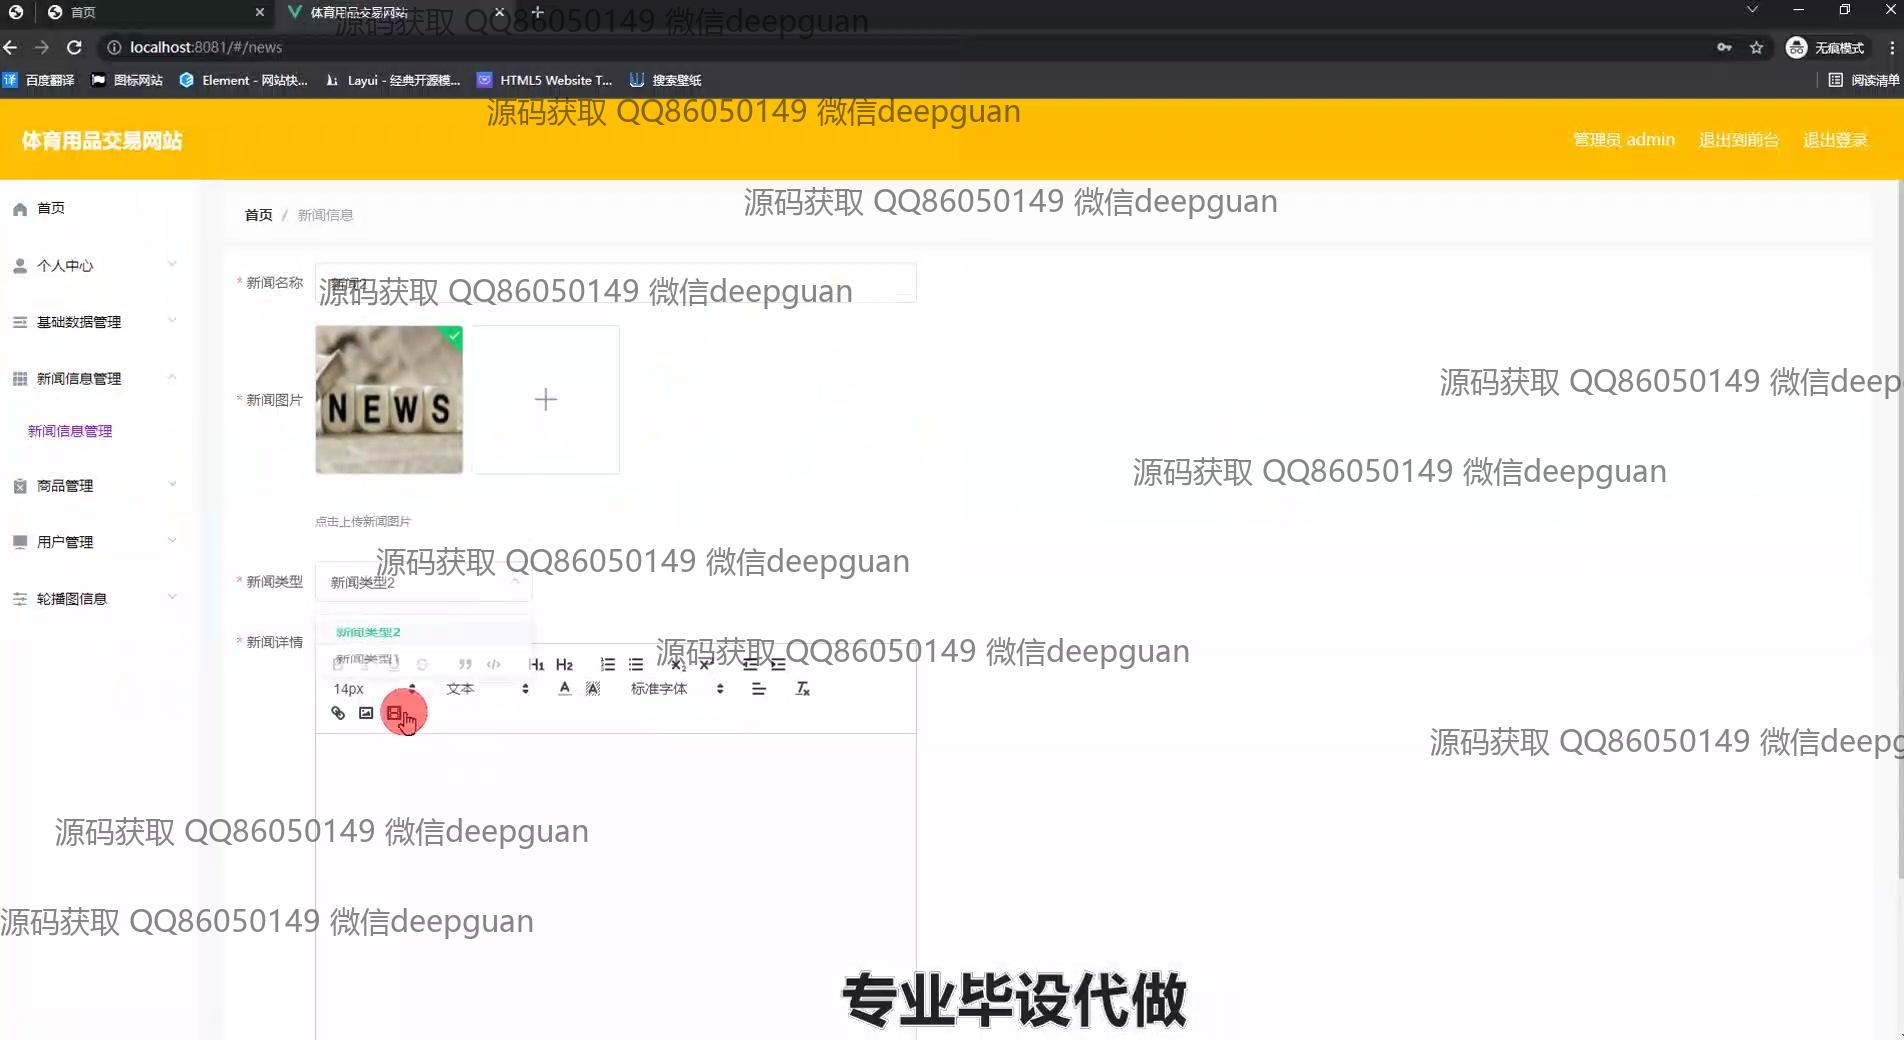 首页
体育用品交易网站
源码获取 QQ86050149 微信deepguan
localhost:8081/#/news
无痕模式
百度翻译
图标网站
Element - 网站快...
Layui - 经典开源模...
HTML5 Website T...
搜索壁纸
阅读清单
源码获取 QQ86050149 微信deepguan
体育用品交易网站
管理员 admin
退出到前台
退出登录
源码获取 QQ86050149 微信deepguan
首页
首页 / 新闻信息
个人中心
* 新闻名称
源码获取 QQ86050149 微信deepguan
基础数据管理
新闻信息管理
源码获取 QQ86050149 微信deep
* 新闻图片
NEWS
新闻信息管理
源码获取 QQ86050149 微信deepguan
商品管理
点击上传新闻图片
用户管理
源码获取 QQ86050149 微信deepguan
* 新闻类型
新闻类型2
轮播图信息
新闻类型2
* 新闻详情
源码获取 QQ86050149 微信deepguan
新闻类型1
H1 H2
14px
文本
标准字体
源码获取 QQ86050149 微信deepg
源码获取 QQ86050149 微信deepguan
源码获取 QQ86050149 微信deepguan
专业毕设代做